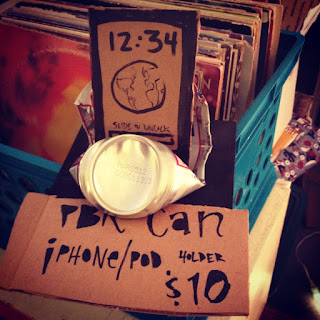 12:34
SLIDE TO UNLOCK
PBR Can
iPHONE/POD HOLDER
$10